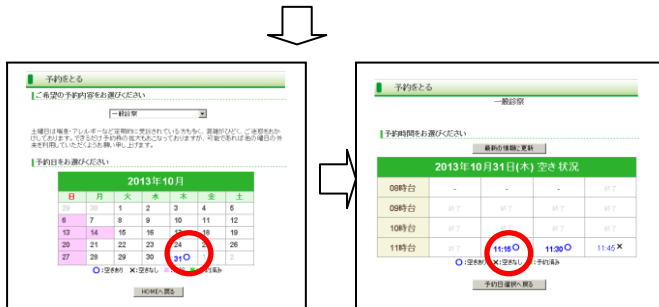 予約をとる
ご希望の予約内容をお選びください
一般診察
土曜日は喘息・アレルギーなど定期的に受診されている方も多く、混雑がひどく、ご迷惑をおか
けしております。できるだけ予約枠の拡大もおこなっておりますが、可能であれば他の曜日の外
来を利用していただくようお願い申し上げます。
予約日をお選びください
2013年10月
日 月 火 水 木 金 土
29 30 1 2 3 4 5
6 7 8 9 10 11 12
13 14 15 16 17 18 19
20 21 22 23 24 25 26
27 28 29 30 31○ 1 2
○:空きあり ×:空きなし
HOMEへ戻る
予約をとる
一般診察
予約時間をお選びください
最新の情報に更新
2013年10月31日(木) 空き状況
08時台 - - - -
09時台 終了 終了 終了 終了
10時台 終了 終了 終了 終了
11時台 終了 11:15○ 11:30○ 11:45×
○:空きあり ×:空きなし :予約済み
予約日選択へ戻る